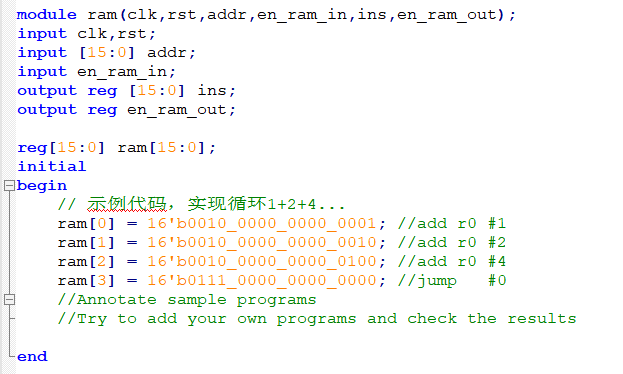 module ram(clk,rst,addr,en_ram_in,ins,en_ram_out);
input clk,rst;
input [15:0] addr;
input en_ram_in;
output reg [15:0] ins;
output reg en_ram_out;
reg[15:0] ram[15:0];
initial
begin
// 示例代码，实现循环1+2+4...
ram[0] = 16'b0010_0000_0000_0001; //add r0 #1
ram[1] = 16'b0010_0000_0000_0010; //add r0 #2
ram[2] = 16'b0010_0000_0000_0100; //add r0 #4
ram[3] = 16'b0111_0000_0000_0000; //jump   #0
//Annotate sample programs
//Try to add your own programs and check the results
end